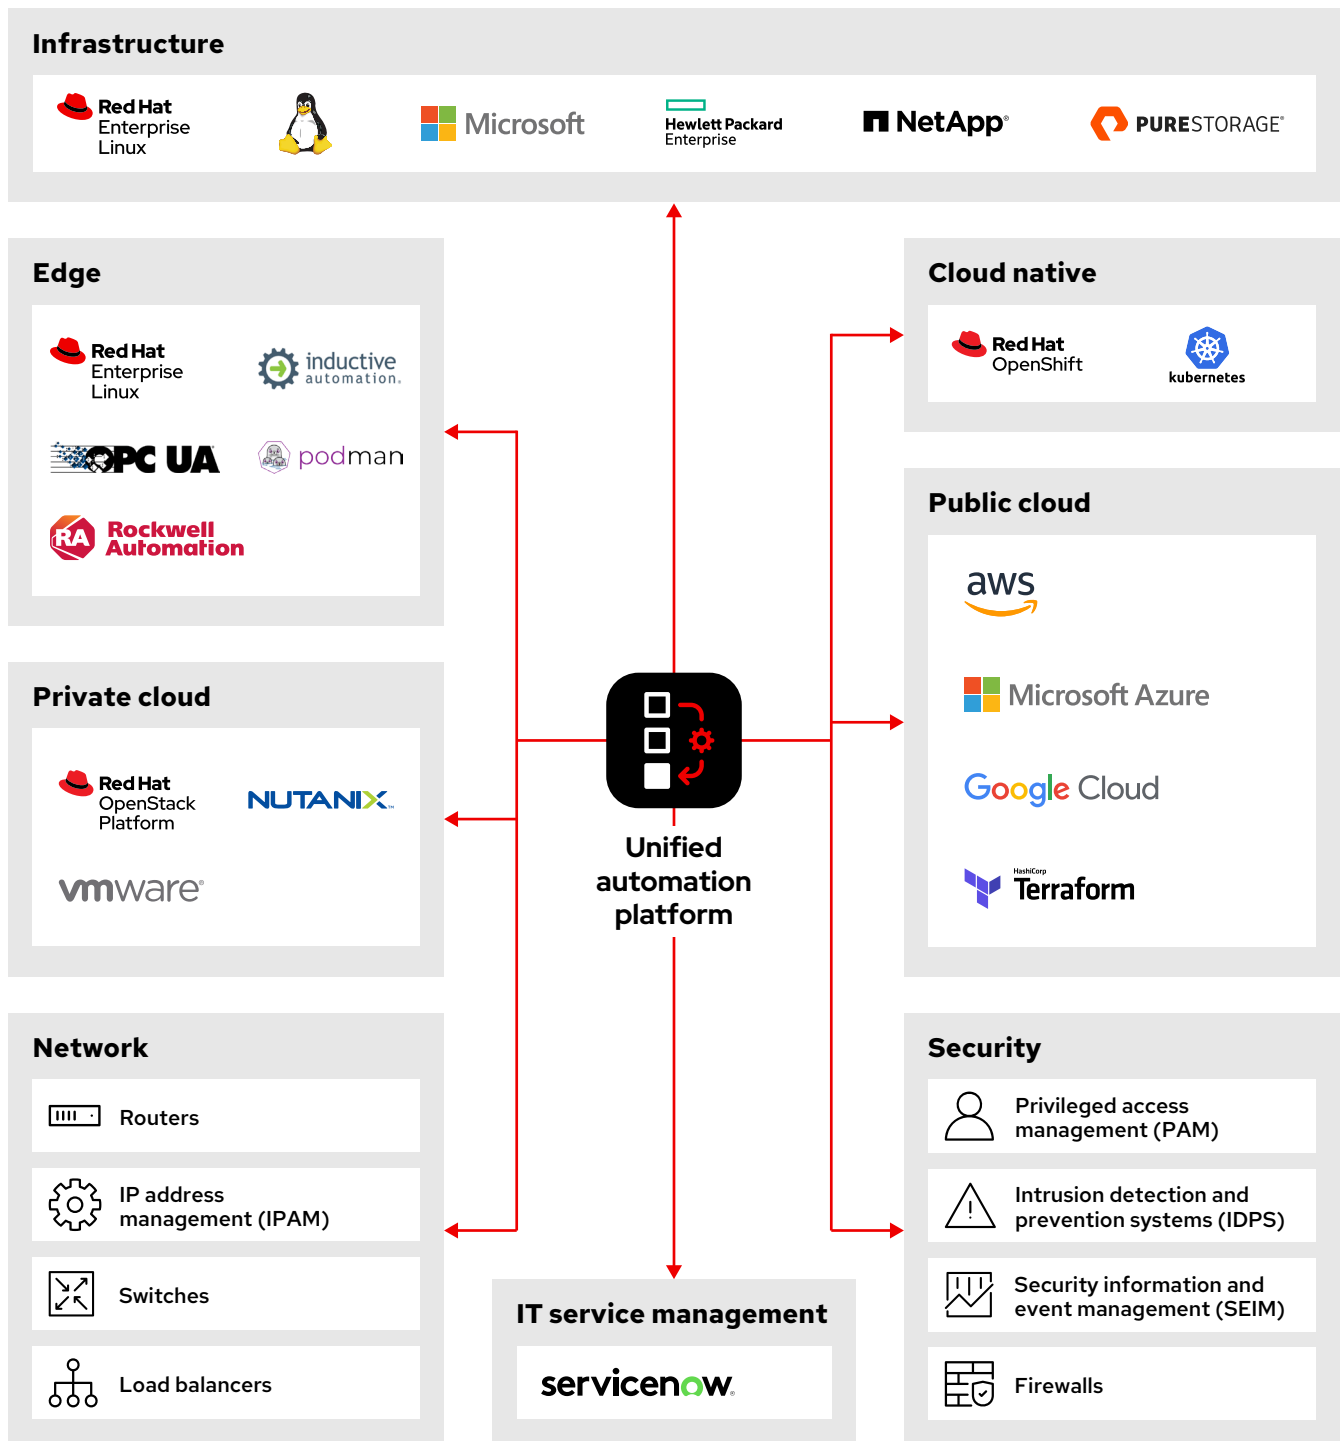 Infrastructure
Red Hat
Enterprise
Linux
Microsoft
Hewlett Packard
Enterprise
NetApp®
PURESTORAGE®
Edge
Red Hat
Enterprise
Linux
inductive
automation.
OPC UA
podman
RA
Rockwell
Automation
Cloud native
Red Hat
OpenShift
kubernetes
Public cloud
aws
Microsoft Azure
Google Cloud
HashiCorp
Terraform
Private cloud
Red Hat
OpenStack
Platform
NUTANIX™
vmware®
Unified
automation
platform
Network
Routers
IP address
management (IPAM)
Switches
Load balancers
IT service management
servicenow®
Security
Privileged access
management (PAM)
Intrusion detection and
prevention systems (IDPS)
Security information and
event management (SEIM)
Firewalls